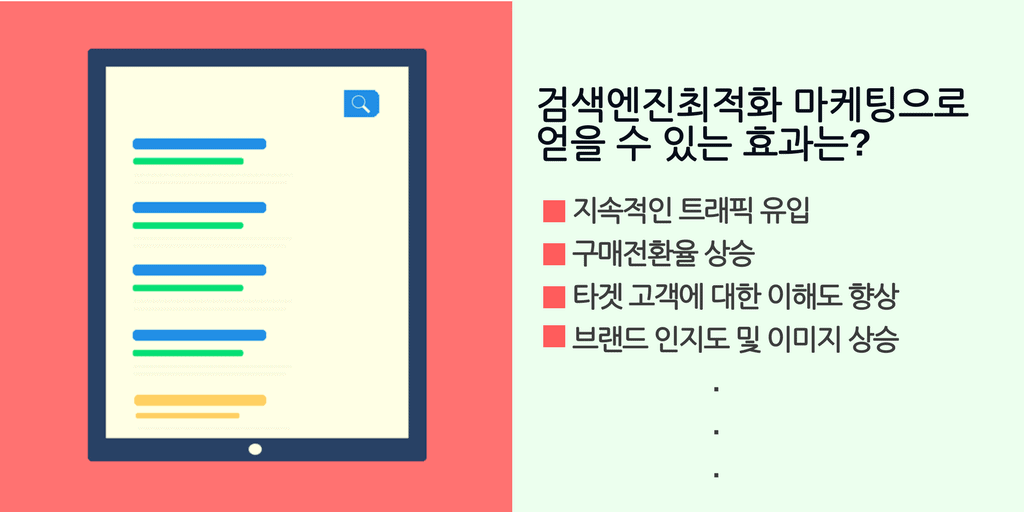 검색엔진최적화 마케팅으로
얻을 수 있는 효과는?
지속적인 트래픽 유입
구매전환율 상승
타겟 고객에 대한 이해도 향상
브랜드 인지도 및 이미지 상승
.
.
.